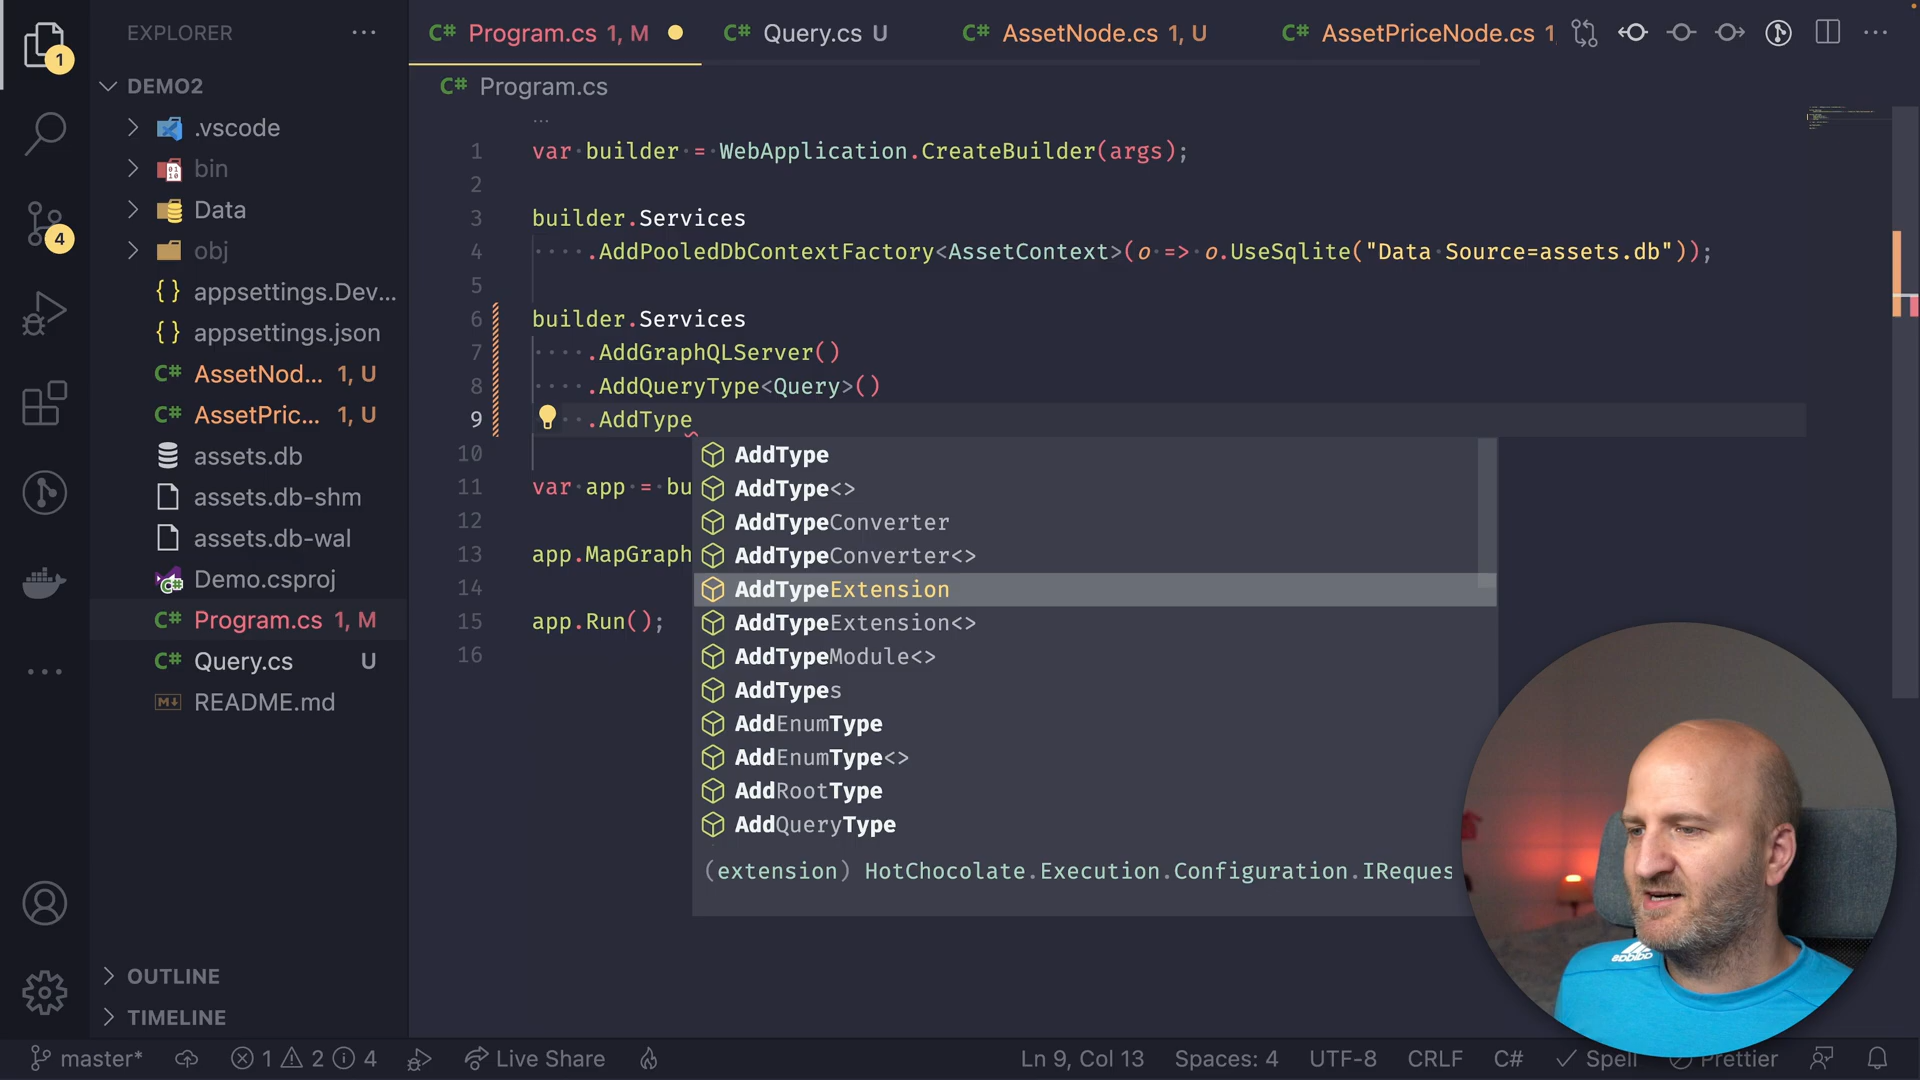 EXPLORER
DEMO2
.vscode
bin
Data
obj
appsettings.Dev...
appsettings.json
C# AssetNod... 1, U
C# AssetPric... 1, U
assets.db
assets.db-shm
assets.db-wal
Demo.csproj
C# Program.cs 1, M
C# Query.cs U
README.md
OUTLINE
TIMELINE
1
4
C# Program.cs 1, M
C# Query.cs U
C# AssetNode.cs 1, U
C# AssetPriceNode.cs 1
C# Program.cs
...
1 var builder = WebApplication.CreateBuilder(args);
2
3 builder.Services
4 .AddPooledDbContextFactory<AssetContext>(o => o.UseSqlite("Data Source=assets.db"));
5
6 builder.Services
7 .AddGraphQLServer()
8 .AddQueryType<Query>()
9 .AddType
10
11 var app = bu
12
13 app.MapGraph
14
15 app.Run();
16
AddType
AddType<>
AddTypeConverter
AddTypeConverter<>
AddTypeExtension
AddTypeExtension<>
AddTypeModule<>
AddTypes
AddEnumType
AddEnumType<>
AddRootType
AddQueryType
(extension) HotChocolate.Execution.Configuration.IReques
adidas
master* 1 2 4 Live Share Ln 9, Col 13 Spaces: 4 UTF-8 CRLF C# Spell Prettier